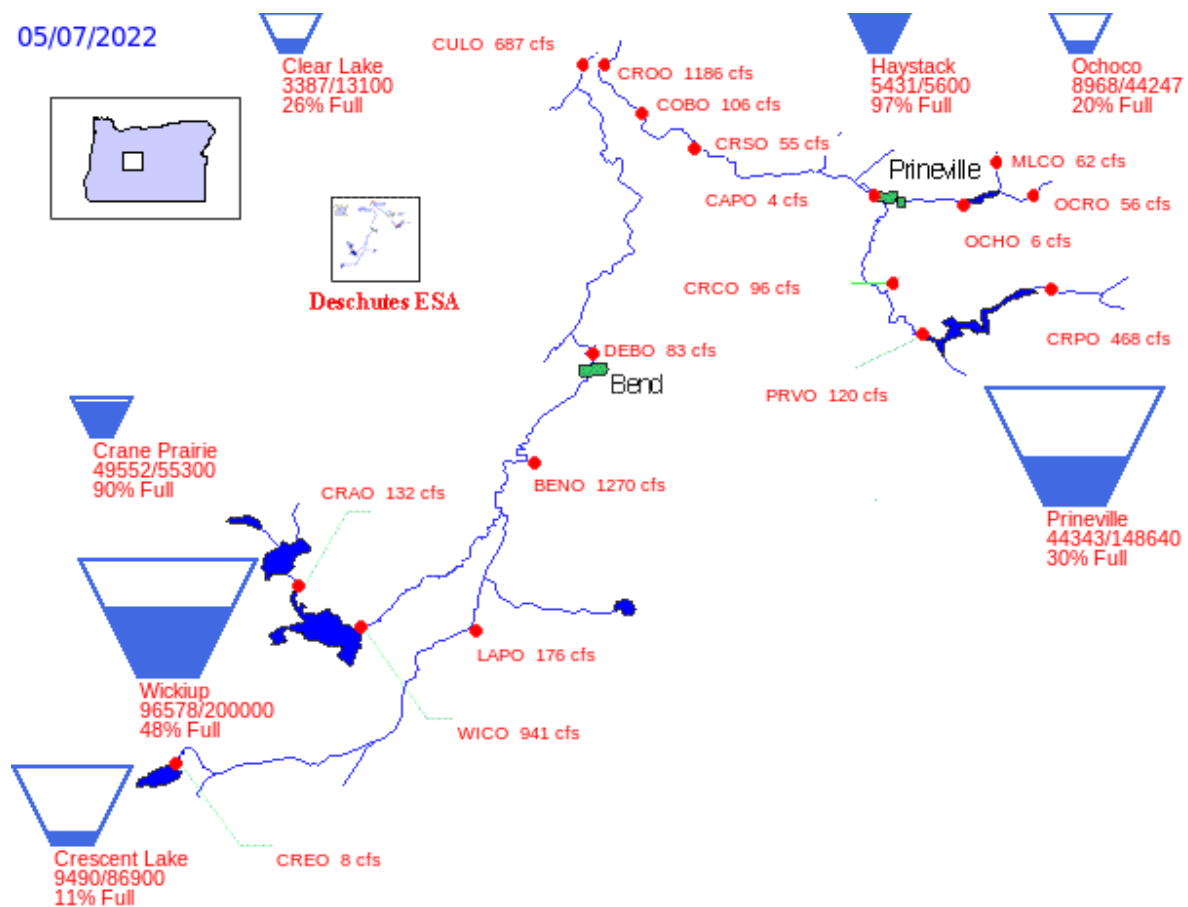 05/07/2022
Clear Lake
3387/13100
26% Full
CULO 687 cfs
CROO 1186 cfs
COBO 106 cfs
CRSO 55 cfs
CAPO 4 cfs
Haystack
5431/5600
97% Full
Ochoco
8968/44247
20% Full
Prineville
MLCO 62 cfs
OCRO 56 cfs
OCHO 6 cfs
CRCO 96 cfs
CRPO 468 cfs
PRVO 120 cfs
Deschutes ESA
DEBO 83 cfs
Bend
Crane Prairie
49552/55300
90% Full
CRAO 132 cfs
BENO 1270 cfs
Prineville
44343/148640
30% Full
LAPO 176 cfs
Wickiup
96578/200000
48% Full
WICO 941 cfs
Crescent Lake
9490/86900
11% Full
CREO 8 cfs